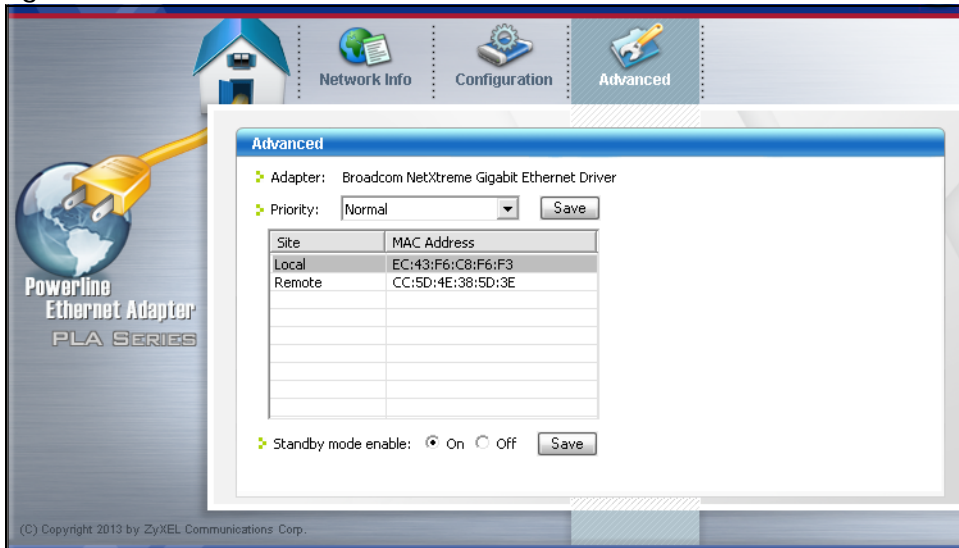 Network Info
Configuration
Advanced
Advanced
Adapter: Broadcom NetXtreme Gigabit Ethernet Driver
Priority: Normal Save
Site MAC Address
Local EC:43:F6:C8:F6:F3
Remote CC:5D:4E:38:5D:3E
Powerline
Ethernet Adapter
PLA SERIES
Standby mode enable: On Off Save
(C) Copyright 2013 by ZyXEL Communications Corp.